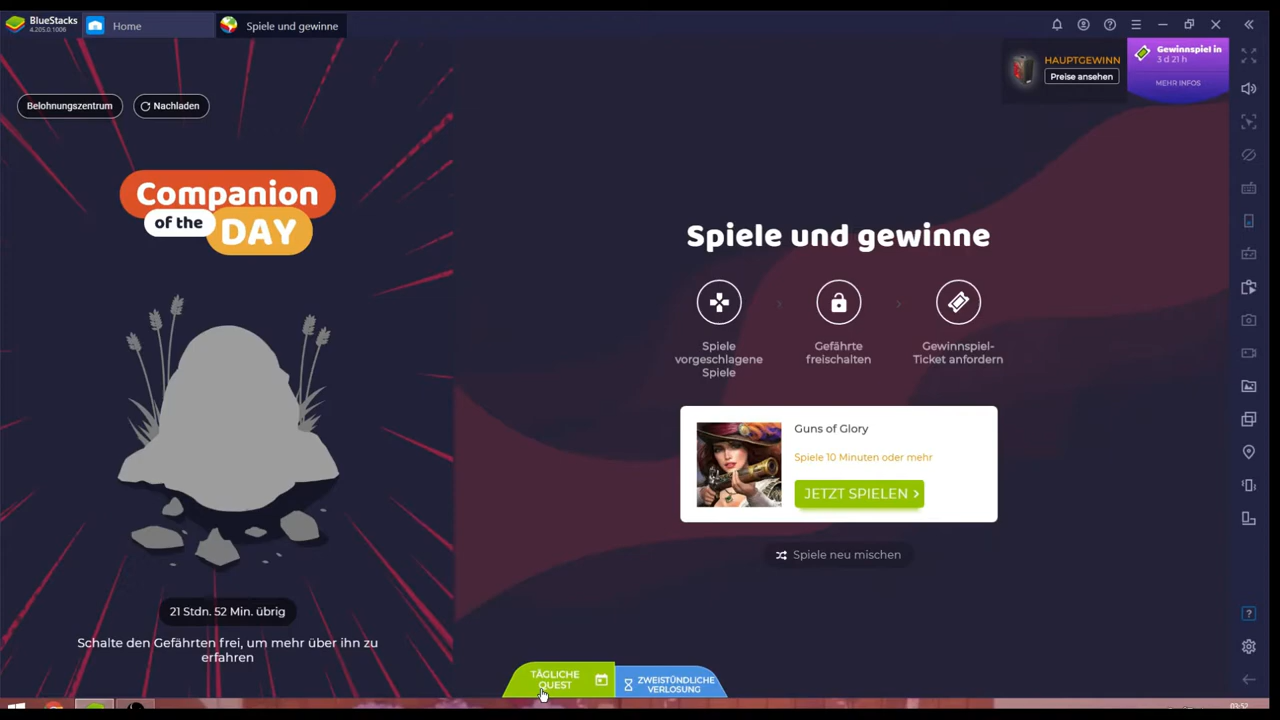 BlueStacks
4.205.0.1006
Home
Spiele und gewinne
HAUPTGEWINN
Preise ansehen
Gewinnspiel in
3 d 21 h
MEHR INFOS
Belohnungszentrum
Nachladen
Companion
of the
DAY
21 Stdn. 52 Min. übrig
Schalte den Gefährten frei, um mehr über ihn zu
erfahren
Spiele und gewinne
Spiele
vorgeschlagene
Spiele
Gefährte
freischalten
Gewinnspiel-
Ticket anfordern
Guns of Glory
Spiele 10 Minuten oder mehr
JETZT SPIELEN
Spiele neu mischen
TÄGLICHE
QUEST
ZWEISTÜNDLICHE
VERLOSUNG
03:52